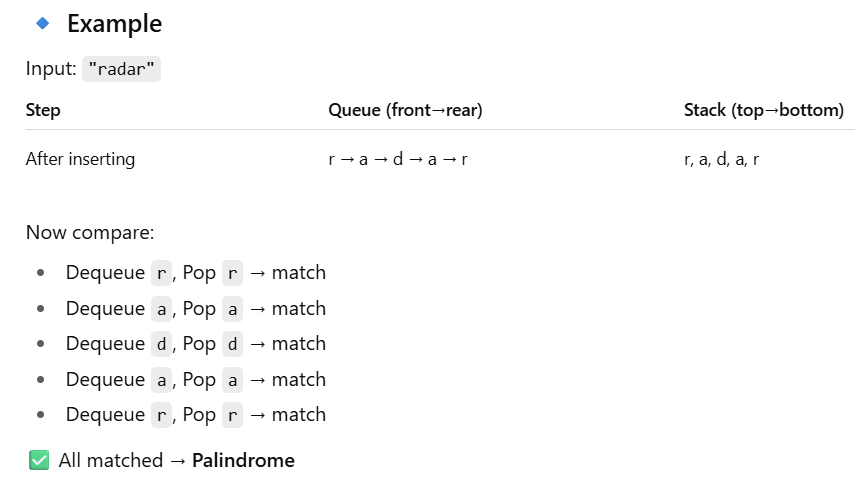 🔹 Example
Input: "radar"
Step Queue (front→rear) Stack (top→bottom)
After inserting r → a → d → a → r r, a, d, a, r
Now compare:
• Dequeue r, Pop r → match
• Dequeue a, Pop a → match
• Dequeue d, Pop d → match
• Dequeue a, Pop a → match
• Dequeue r, Pop r → match
✅ All matched → Palindrome